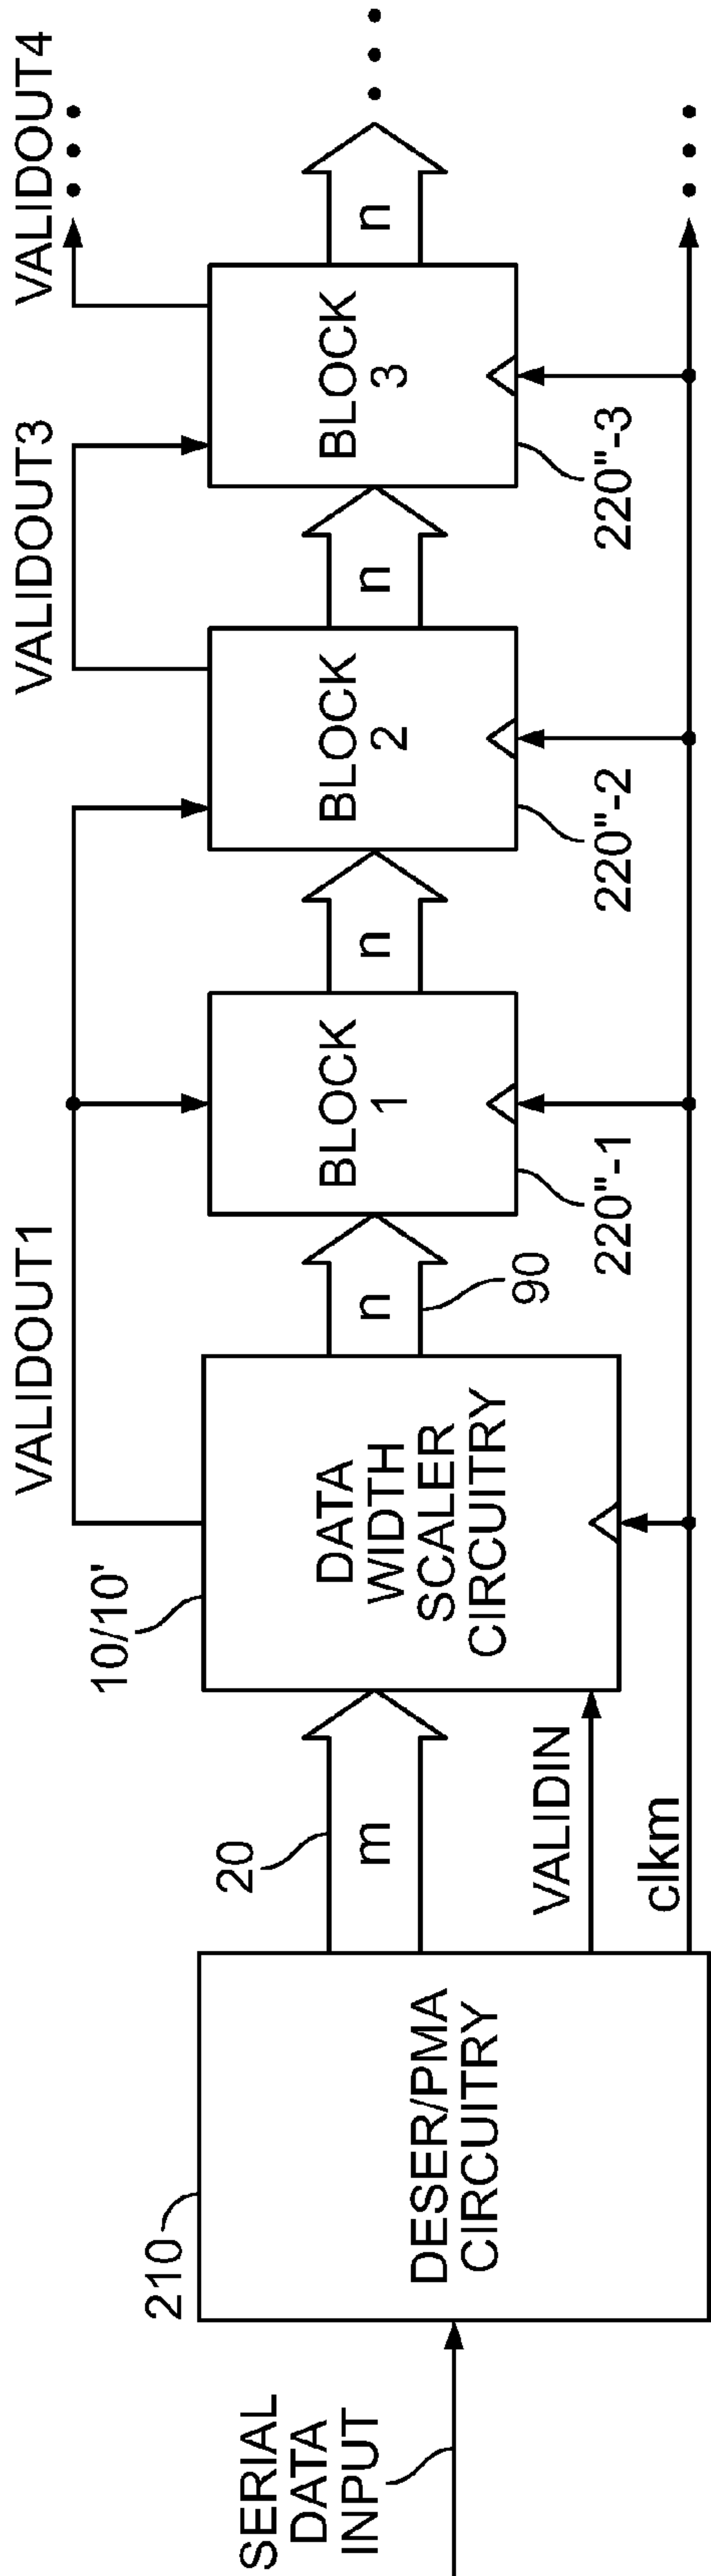 SERIAL
DATA
INPUT
210
DESER/PMA
CIRCUITRY
20
m
VALIDIN
clkm
10/10'
DATA
WIDTH
SCALER
CIRCUITRY
VALIDOUT1
n
90
BLOCK
1
220"-1
n
BLOCK
2
220"-2
VALIDOUT3
n
BLOCK
3
220"-3
VALIDOUT4
n